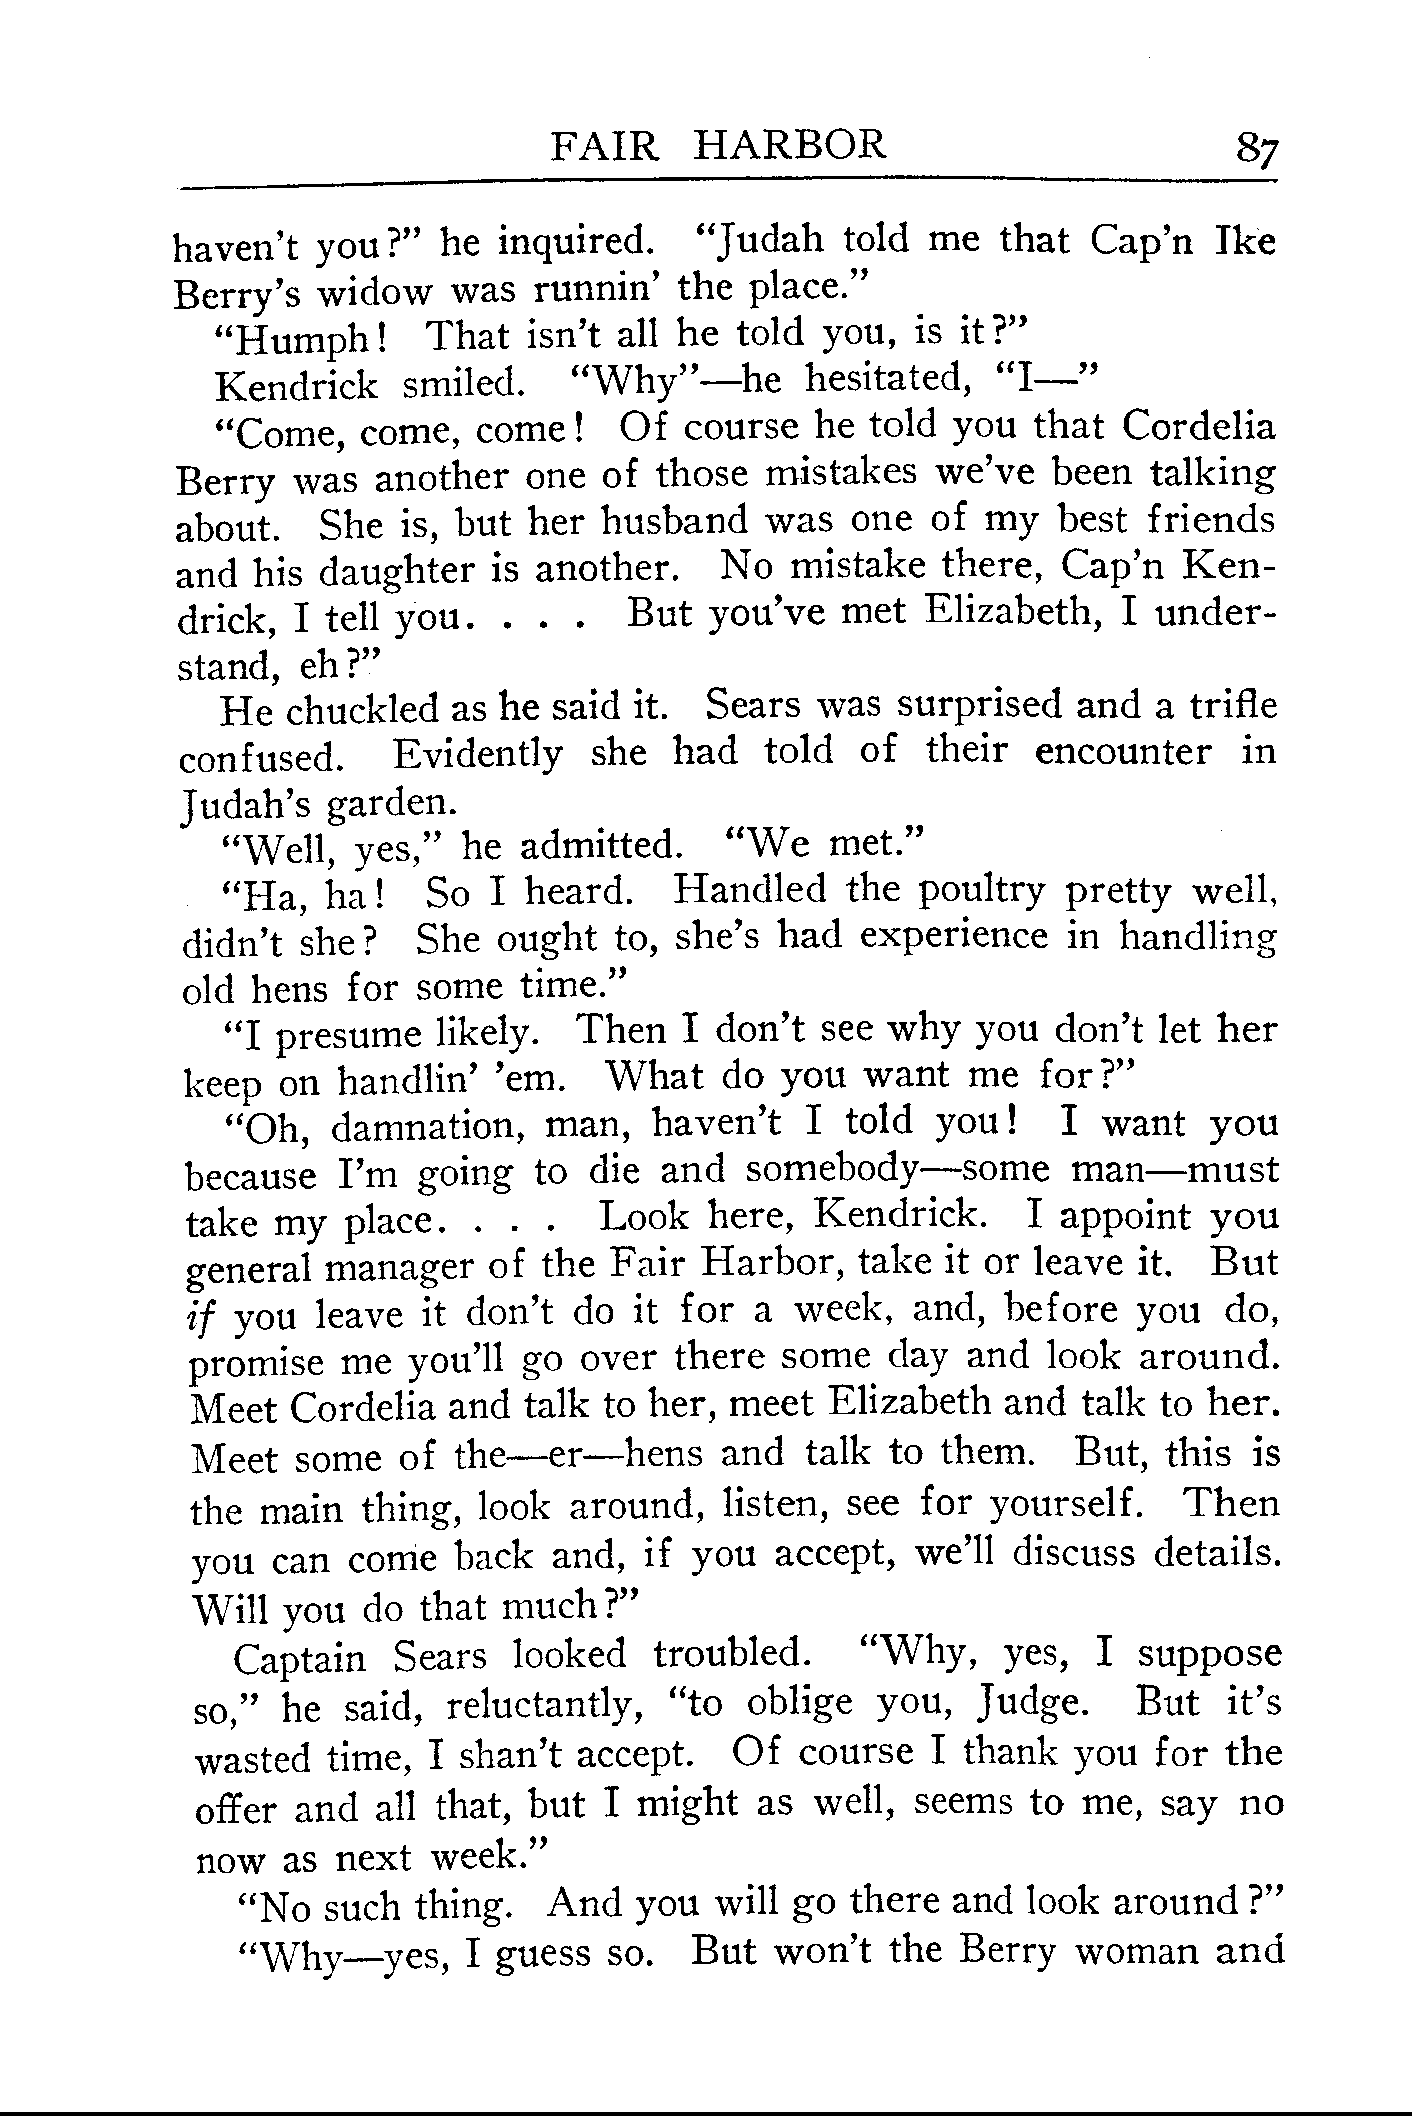 FAIR HARBOR 87
haven't you?" he inquired. "Judah told me that Cap'n Ike
Berry's widow was runnin' the place."
"Humph! That isn't all he told you, is it?"
Kendrick smiled. "Why"—he hesitated, "I—"
"Come, come, come! Of course he told you that Cordelia
Berry was another one of those mistakes we've been talking
about. She is, but her husband was one of my best friends
and his daughter is another. No mistake there, Cap'n Ken-
drick, I tell you. . . . But you've met Elizabeth, I under-
stand, eh?"
He chuckled as he said it. Sears was surprised and a trifle
confused. Evidently she had told of their encounter in
Judah's garden.
"Well, yes," he admitted. "We met."
"Ha, ha! So I heard. Handled the poultry pretty well,
didn't she? She ought to, she's had experience in handling
old hens for some time."
"I presume likely. Then I don't see why you don't let her
keep on handlin' 'em. What do you want me for?"
"Oh, damnation, man, haven't I told you! I want you
because I'm going to die and somebody—some man—must
take my place. . . . Look here, Kendrick. I appoint you
general manager of the Fair Harbor, take it or leave it. But
if you leave it don't do it for a week, and, before you do,
promise me you'll go over there some day and look around.
Meet Cordelia and talk to her, meet Elizabeth and talk to her.
Meet some of the—er—hens and talk to them. But, this is
the main thing, look around, listen, see for yourself. Then
you can come back and, if you accept, we'll discuss details.
Will you do that much?"
Captain Sears looked troubled. "Why, yes, I suppose
so," he said, reluctantly, "to oblige you, Judge. But it's
wasted time, I shan't accept. Of course I thank you for the
offer and all that, but I might as well, seems to me, say no
now as next week."
"No such thing. And you will go there and look around?"
"Why—yes, I guess so. But won't the Berry woman and